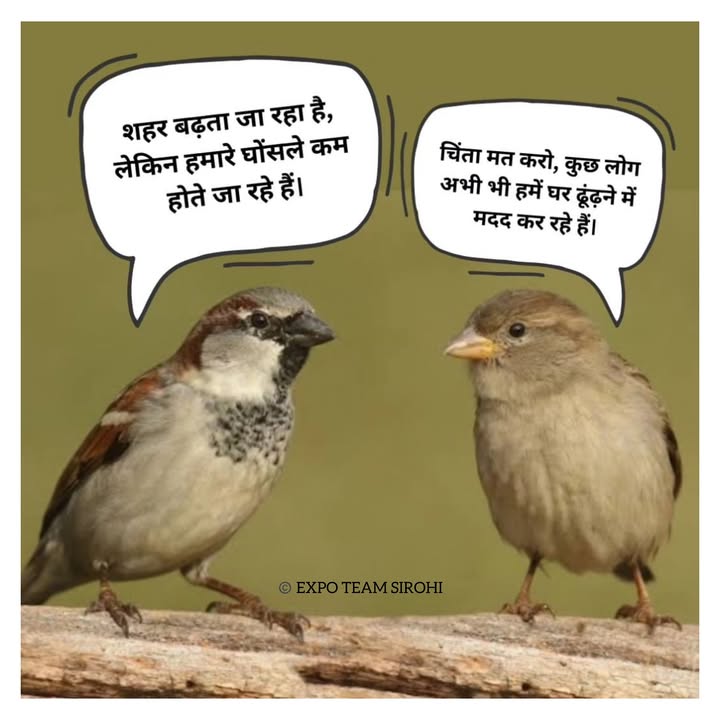 शहर बढ़ता जा रहा है,
लेकिन हमारे घोंसले कम
होते जा रहे हैं।
चिंता मत करो, कुछ लोग
अभी भी हमें घर ढूंढ़ने में
मदद कर रहे हैं।
© EXPO TEAM SIROHI